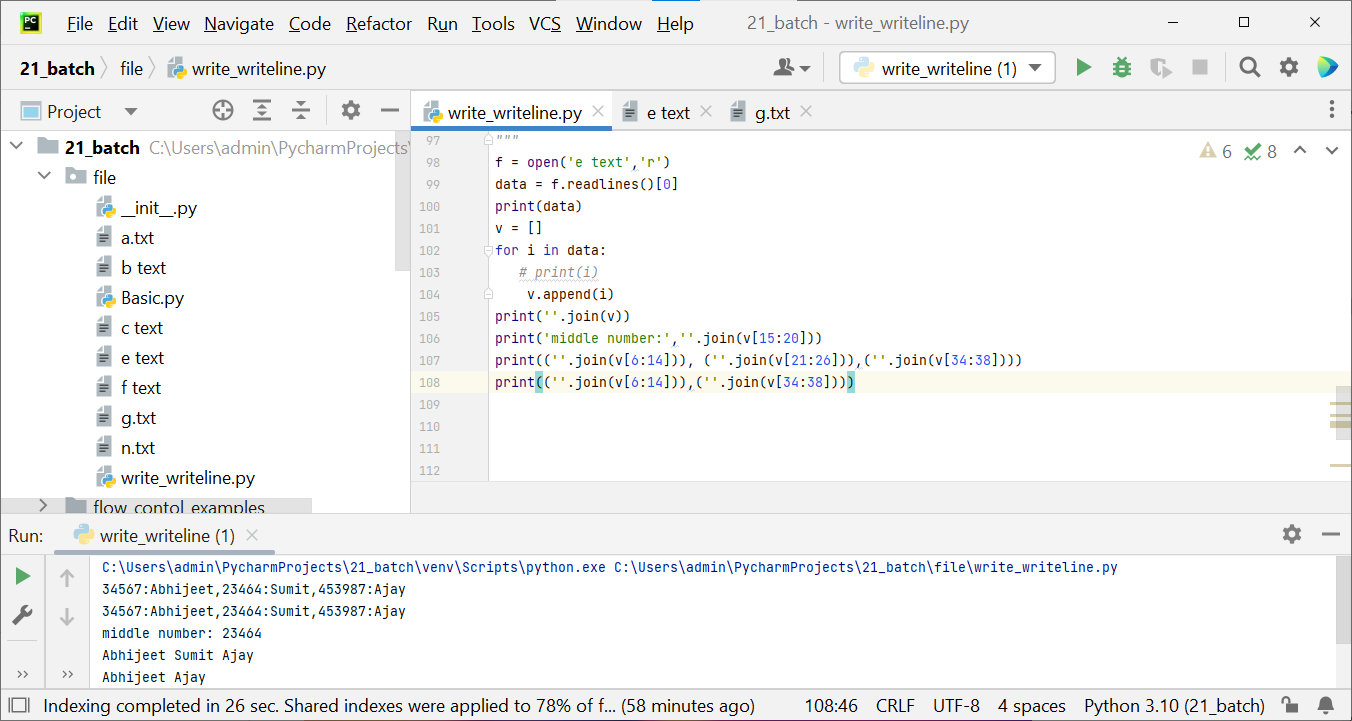 PC File Edit View Navigate Code Refactor Run Tools VCS Window Help 21_batch - write_writeline.py
21_batch file write_writeline.py write_writeline (1)
Project write_writeline.py e text g.txt
21_batch C:\Users\admin\PycharmProjects\
file
__init__.py
a.txt
b text
Basic.py
c text
e text
f text
g.txt
n.txt
write_writeline.py
flow_contol_examples
6 8
97 """
98 f = open('e text','r')
99 data = f.readlines()[0]
100 print(data)
101 v = []
102 for i in data:
103 # print(i)
104 v.append(i)
105 print(''.join(v))
106 print('middle number:',''.join(v[15:20]))
107 print((''.join(v[6:14])), (''.join(v[21:26])),(''.join(v[34:38])))
108 print((''.join(v[6:14])),(''.join(v[34:38])))
109
110
111
112
Run: write_writeline (1)
C:\Users\admin\PycharmProjects\21_batch\venv\Scripts\python.exe C:\Users\admin\PycharmProjects\21_batch\file\write_writeline.py
34567:Abhijeet,23464:Sumit,453987:Ajay
34567:Abhijeet,23464:Sumit,453987:Ajay
middle number: 23464
Abhijeet Sumit Ajay
Abhijeet Ajay
Indexing completed in 26 sec. Shared indexes were applied to 78% of f... (58 minutes ago) 108:46 CRLF UTF-8 4 spaces Python 3.10 (21_batch)